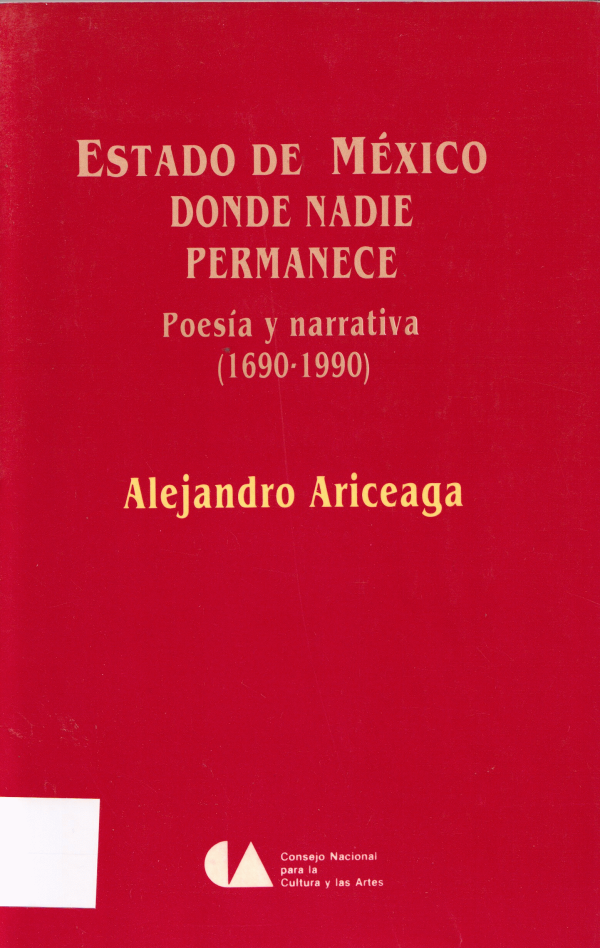 ESTADO DE MÉXICO
DONDE NADIE
PERMANECE
Poesía y narrativa
(1690-1990)
Alejandro Ariceaga
CA
Consejo Nacional
para la
Cultura y las Artes